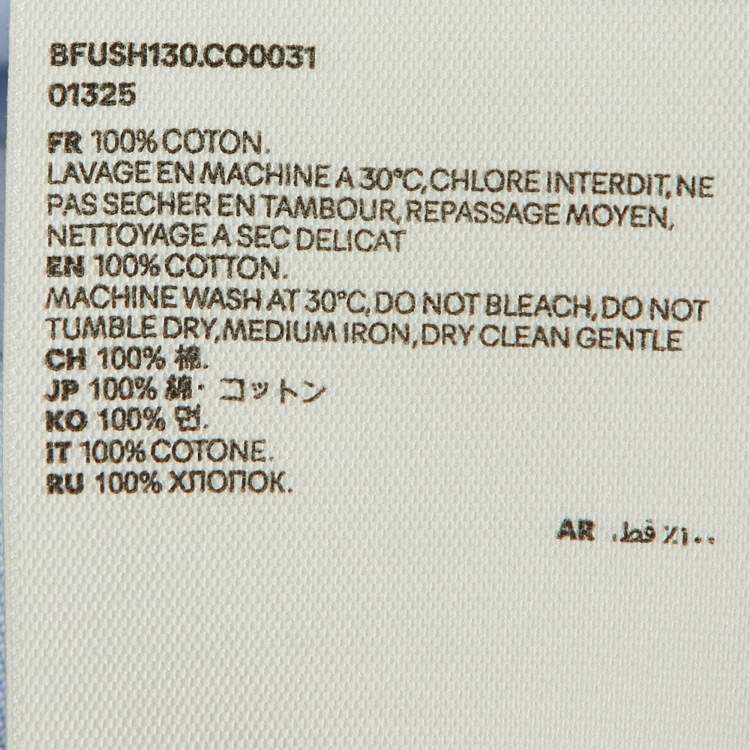 BFUSH130.CO0031
01325
FR 100% COTON.
LAVAGE EN MACHINE A 30°C, CHLORE INTERDIT, NE
PAS SECHER EN TAMBOUR, REPASSAGE MOYEN,
NETTOYAGE A SEC DELICAT
EN 100% COTTON.
MACHINE WASH AT 30°C, DO NOT BLEACH, DO NOT
TUMBLE DRY, MEDIUM IRON, DRY CLEAN GENTLE
CH 100% 棉.
JP 100% 綿・コットン
KO 100% 면.
IT 100% COTONE.
RU 100% ХЛОПОК.
AR ١٠٠٪ قطن.